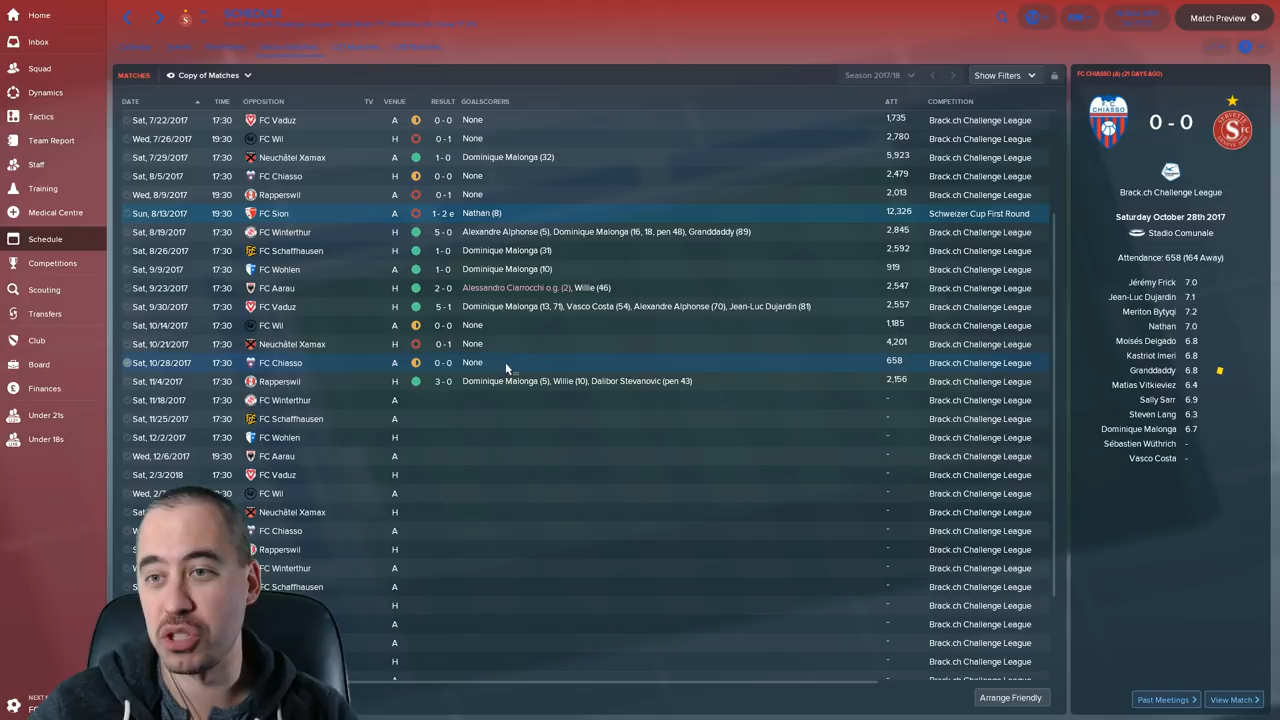 Home
Inbox
Squad
Dynamics
Tactics
Team Report
Staff
Training
Medical Centre
Schedule
Competitions
Scouting
Transfers
Club
Board
Finances
Under 21s
Under 18s
SCHEDULE
Match Preview
MATCHES Copy of Matches Season 2017/18 Show Filters
DATE TIME OPPOSITION TV VENUE RESULT GOALSCORERS ATT COMPETITION
Sat, 7/22/2017 17:30 FC Vaduz H 0 - 0 None 1,735 Brack.ch Challenge League
Wed, 7/26/2017 19:30 FC Wil H 0 - 1 None 2,780 Brack.ch Challenge League
Sat, 7/29/2017 17:30 Neuchâtel Xamax A 1 - 0 Dominique Malonga (32) 5,923 Brack.ch Challenge League
Sat, 8/5/2017 17:30 FC Chiasso H 0 - 0 None 2,479 Brack.ch Challenge League
Wed, 8/9/2017 19:30 Rapperswil A 0 - 1 None 2,013 Brack.ch Challenge League
Sun, 8/13/2017 19:30 FC Sion A 1 - 2 e Nathan (8) 12,326 Schweizer Cup First Round
Sat, 8/19/2017 17:30 FC Winterthur H 5 - 0 Alexandre Alphonse (5), Dominique Malonga (16, 18, pen 48), Granddaddy (89) 2,845 Brack.ch Challenge League
Sat, 8/26/2017 17:30 FC Schaffhausen H 1 - 0 Dominique Malonga (31) 2,592 Brack.ch Challenge League
Sat, 9/9/2017 17:30 FC Wohlen A 1 - 0 Dominique Malonga (10) 919 Brack.ch Challenge League
Sat, 9/23/2017 17:30 FC Aarau H 2 - 0 Alessandro Ciarrocchi o.g. (2), Willie (46) 2,547 Brack.ch Challenge League
Sat, 9/30/2017 17:30 FC Vaduz H 5 - 1 Dominique Malonga (13, 71), Vasco Costa (54), Alexandre Alphonse (70), Jean-Luc Dujardin (81) 2,557 Brack.ch Challenge League
Sat, 10/14/2017 17:30 FC Wil A 0 - 0 None 1,185 Brack.ch Challenge League
Sat, 10/21/2017 17:30 Neuchâtel Xamax H 0 - 1 None 4,201 Brack.ch Challenge League
Sat, 10/28/2017 17:30 FC Chiasso A 0 - 0 None 658 Brack.ch Challenge League
Sat, 11/4/2017 17:30 Rapperswil H 3 - 0 Dominique Malonga (5), Willie (10), Dalibor Stevanovic (pen 43) 2,156 Brack.ch Challenge League
Sat, 11/18/2017 17:30 FC Winterthur A - Brack.ch Challenge League
Sat, 11/25/2017 17:30 FC Schaffhausen A - Brack.ch Challenge League
Sat, 12/2/2017 17:30 FC Wohlen H - Brack.ch Challenge League
Wed, 12/6/2017 19:30 FC Aarau A - Brack.ch Challenge League
Sat, 2/3/2018 17:30 FC Vaduz H - Brack.ch Challenge League
Wed, FC Wil A - Brack.ch Challenge League
Neuchâtel Xamax H - Brack.ch Challenge League
FC Chiasso A - Brack.ch Challenge League
Rapperswil H - Brack.ch Challenge League
FC Winterthur A - Brack.ch Challenge League
FC Schaffhausen A - Brack.ch Challenge League
H - Brack.ch Challenge League
A - Brack.ch Challenge League
A - Brack.ch Challenge League
H - Brack.ch Challenge League
Arrange Friendly
FC CHIASSO (A) (21 DAYS AGO)
0 - 0
Brack.ch Challenge League
Saturday October 28th 2017
Stadio Comunale
Attendance: 658 (164 Away)
Jérémy Frick 7.0
Jean-Luc Dujardin 7.1
Meriton Bytyqi 7.2
Nathan 7.0
Moisés Delgado 6.8
Kastriot Imeri 6.8
Granddaddy 6.8
Matias Vitkieviez 6.4
Sally Sarr 6.9
Steven Lang 6.3
Dominique Malonga 6.7
Sébastien Wüthrich -
Vasco Costa -
Past Meetings View Match